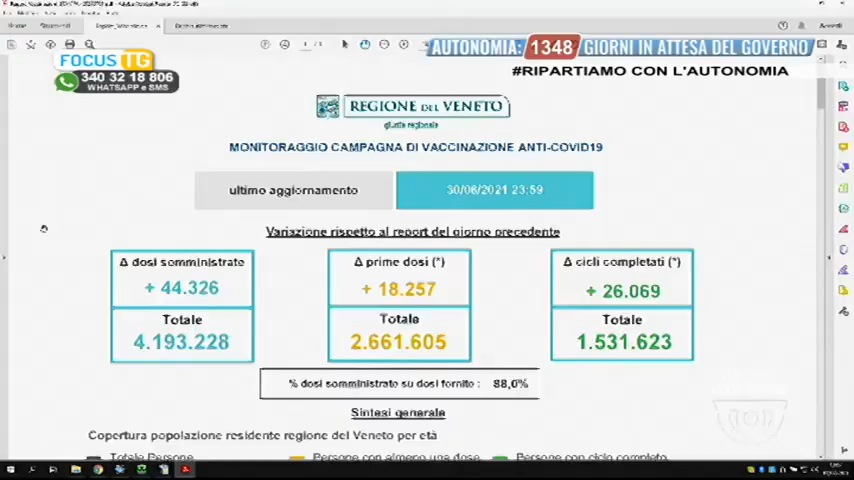 AUTONOMIA: 1348 GIORNI IN ATTESA DEL GOVERNO
FOCUS TG
340 32 18 806
WHATSAPP e SMS
#RIPARTIAMO CON L'AUTONOMIA
REGIONE DEL VENETO
giunta regionale
MONITORAGGIO CAMPAGNA DI VACCINAZIONE ANTI-COVID19
ultimo aggiornamento 30/06/2021 23:59
Variazione rispetto al report del giorno precedente
Δ dosi somministrate Δ prime dosi (*) Δ cicli completati (*)
+ 44.326 + 18.257 + 26.069
Totale Totale Totale
4.193.228 2.661.605 1.531.623
% dosi somministrate su dosi fornite : 88,0%
Sintesi generale
Copertura popolazione residente regione del Veneto per età
Totale Persone Persone con almeno una dose Persone con ciclo completo